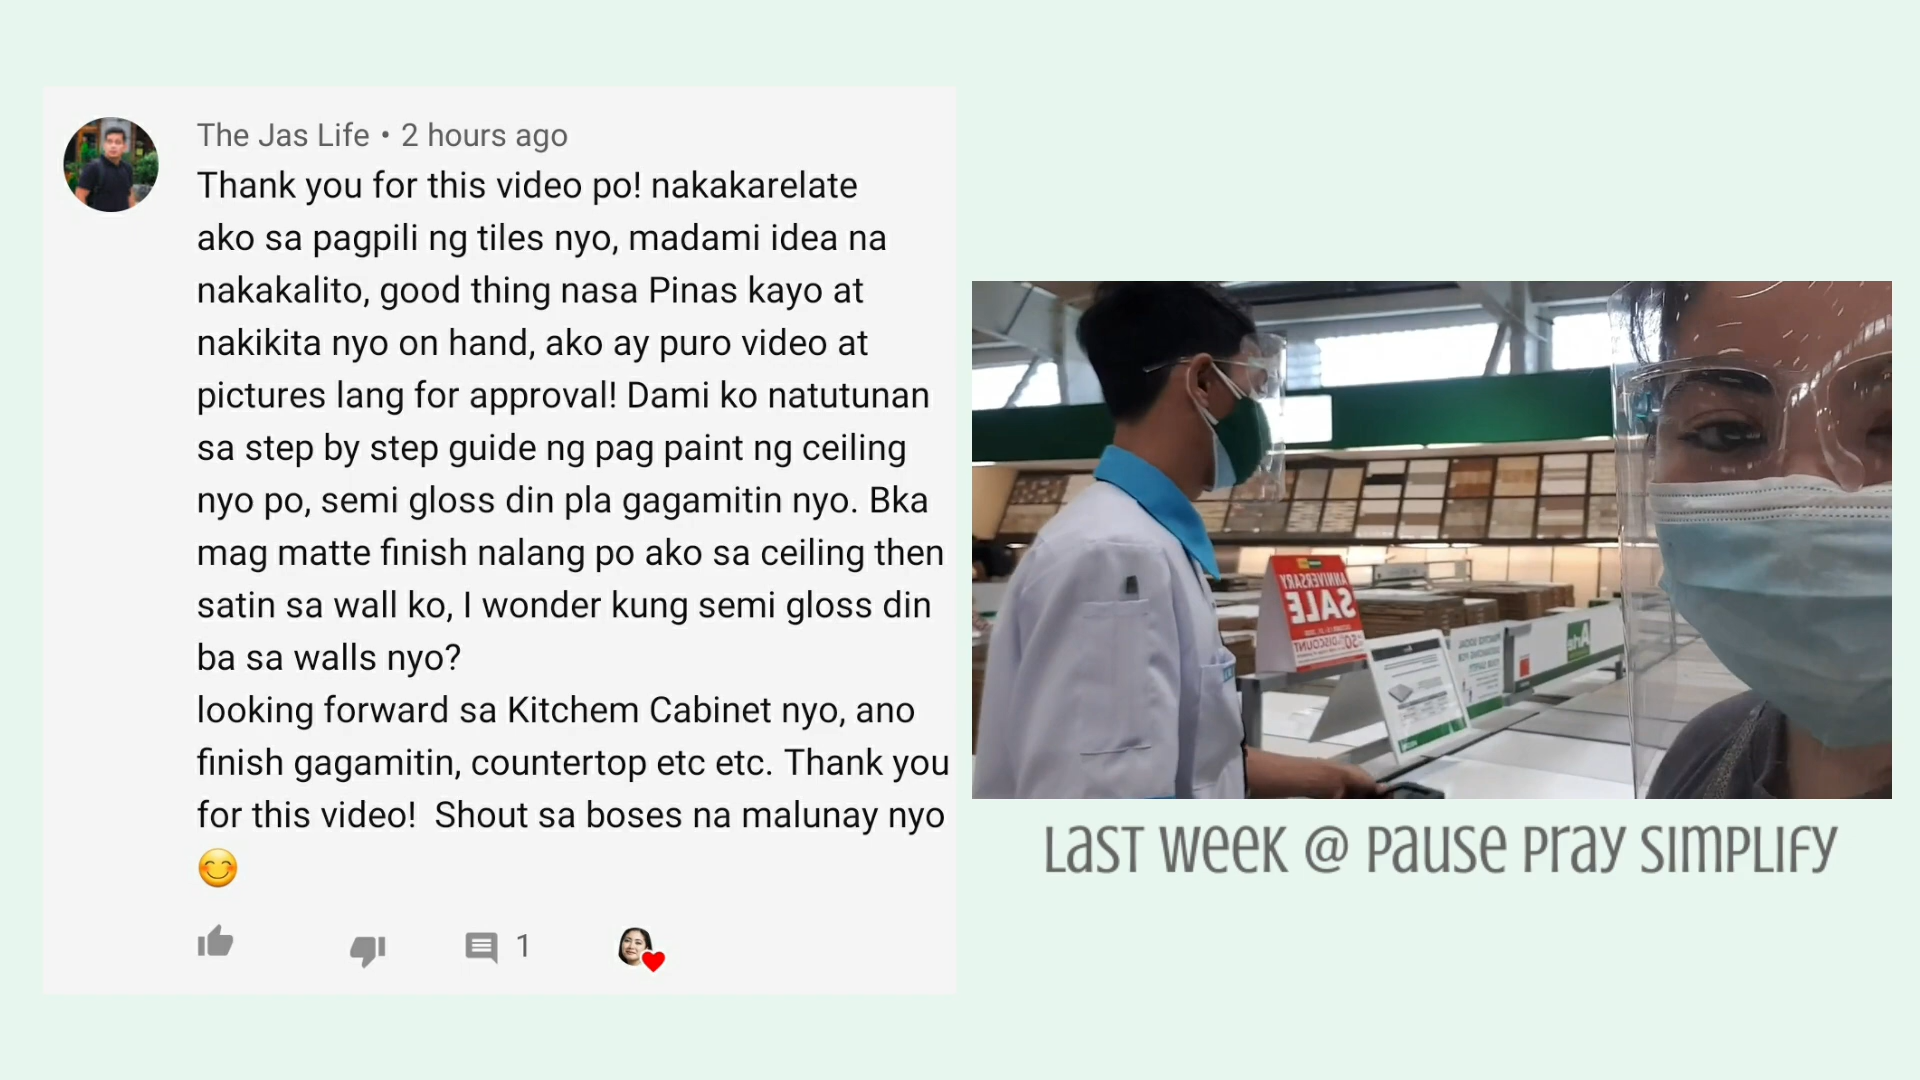 The Jas Life • 2 hours ago
Thank you for this video po! nakakarelate
ako sa pagpili ng tiles nyo, madami idea na
nakakalito, good thing nasa Pinas kayo at
nakikita nyo on hand, ako ay puro video at
pictures lang for approval! Dami ko natutunan
sa step by step guide ng pag paint ng ceiling
nyo po, semi gloss din pla gagamitin nyo. Bka
mag matte finish nalang po ako sa ceiling then
satin sa wall ko, I wonder kung semi gloss din
ba sa walls nyo?
looking forward sa Kitchem Cabinet nyo, ano
finish gagamitin, countertop etc etc. Thank you
for this video!  Shout sa boses na malunay nyo
😊
1
ANNIVERSARY
SALE
50% DISCOUNT
Arte
Last week @ Pause Pray Simplify